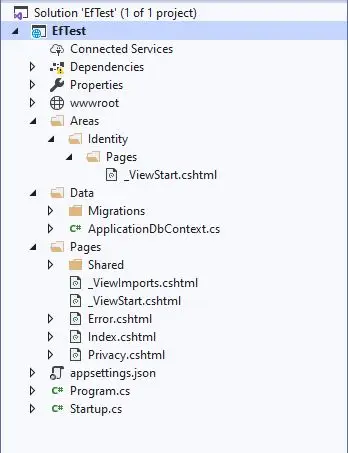 Solution 'EfTest' (1 of 1 project)
EfTest
Connected Services
Dependencies
Properties
wwwroot
Areas
Identity
Pages
_ViewStart.cshtml
Data
Migrations
ApplicationDbContext.cs
Pages
Shared
_ViewImports.cshtml
_ViewStart.cshtml
Error.cshtml
Index.cshtml
Privacy.cshtml
appsettings.json
C# Program.cs
C# Startup.cs